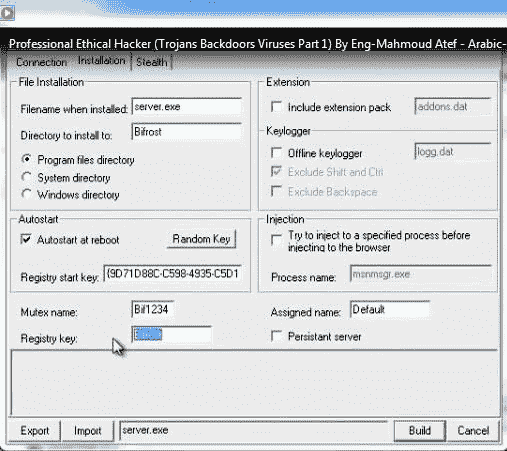 Professional Ethical Hacker (Trojans Backdoors Viruses Part 1) By Eng-Mahmoud Atef - Arabic-
Connection Installation Stealth
File Installation
Filename when installed: server.exe
Directory to install to: Bifrost
Program files directory
System directory
Windows directory
Autostart
Autostart at reboot Random Key
Registry start key: {9D71D88C-C598-4935-C5D1
Mutex name: Bif1234
Registry key:
Extension
Include extension pack addons.dat
Keylogger
Offline keylogger logg.dat
Exclude Shift and Ctrl
Exclude Backspace
Injection
Try to inject to a specified process before
injecting to the browser
Process name: msnmsgr.exe
Assigned name: Default
Persistant server
Export Import server.exe Build Cancel